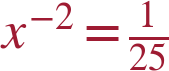 x⁻² = 1/25